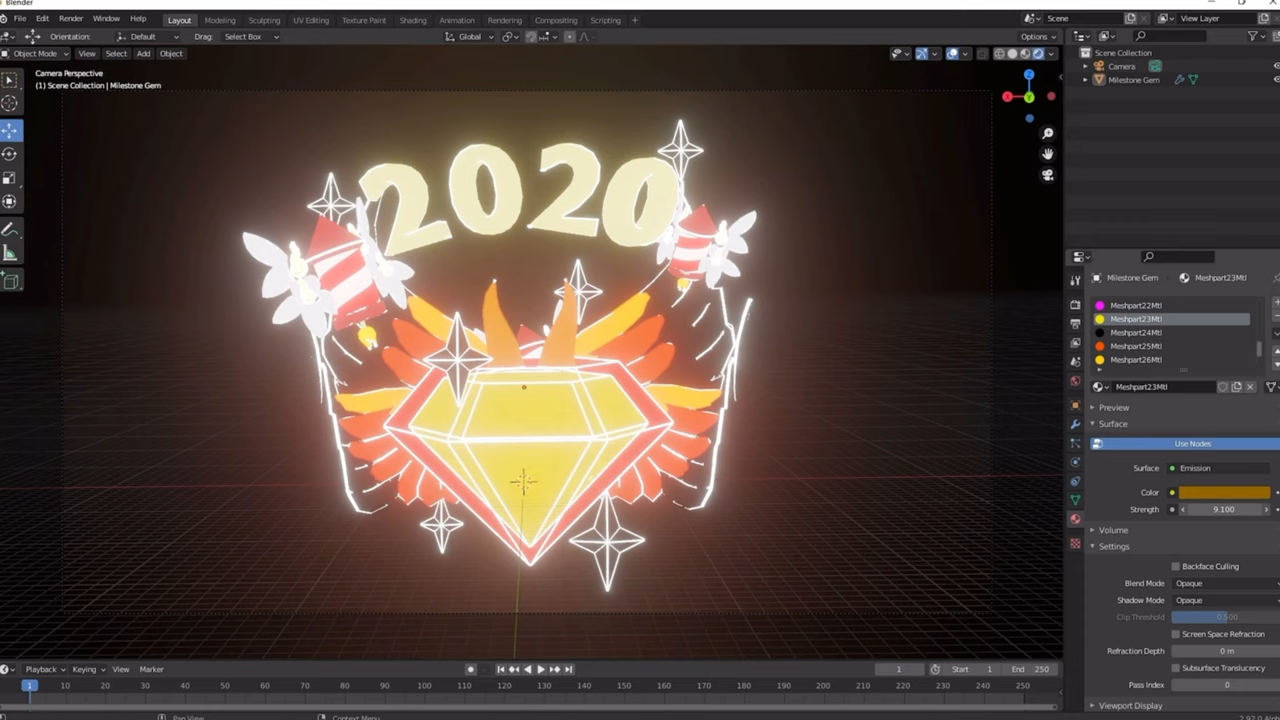 Blender
File Edit Render Window Help Layout Modeling Sculpting UV Editing Texture Paint Shading Animation Rendering Compositing Scripting + Scene View Layer
Orientation: Default Drag: Select Box Global Options
Object Mode View Select Add Object
Camera Perspective
(1) Scene Collection | Milestone Gem
2020
Scene Collection
Camera
Milestone Gem
Milestone Gem Meshpart23Mtl
Meshpart22Mtl
Meshpart23Mtl
Meshpart24Mtl
Meshpart25Mtl
Meshpart26Mtl
Meshpart23Mtl
Preview
Surface
Use Nodes
Surface Emission
Color
Strength 9.100
Volume
Settings
Backface Culling
Blend Mode Opaque
Shadow Mode Opaque
Clip Threshold 0.500
Screen Space Refraction
Refraction Depth 0 m
Subsurface Translucency
Pass Index 0
Viewport Display
Playback Keying View Marker 1 Start 1 End 250
1 10 20 30 40 50 60 70 80 90 100 110 120 130 140 150 160 170 180 190 200 210 220 230 240 250
Pan View Context Menu